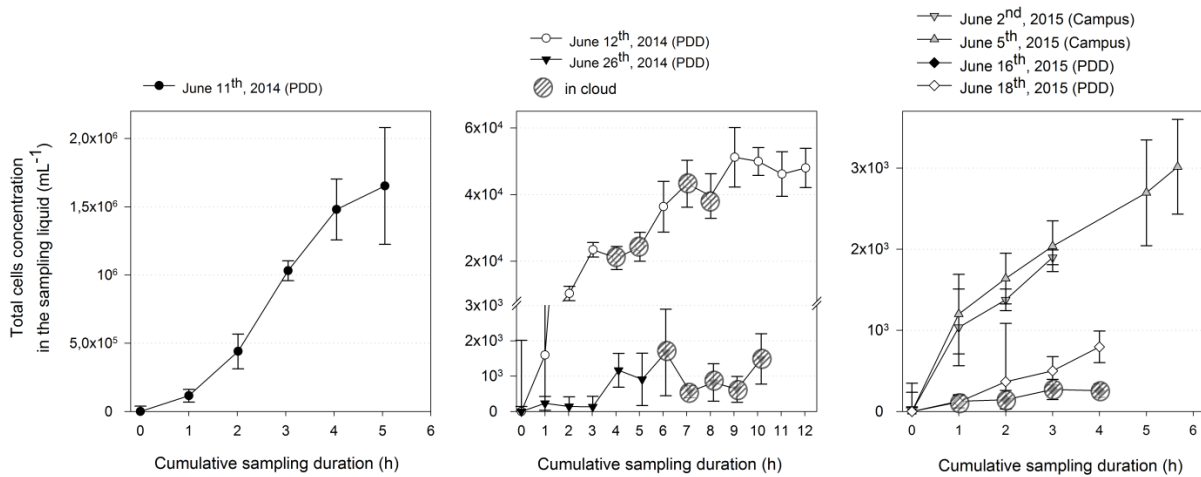 June 11th, 2014 (PDD)
June 12th, 2014 (PDD)
June 26th, 2014 (PDD)
in cloud
June 2nd, 2015 (Campus)
June 5th, 2015 (Campus)
June 16th, 2015 (PDD)
June 18th, 2015 (PDD)
Total cells concentration
in the sampling liquid (mL⁻¹)
2,0x10⁶
1,5x10⁶
10⁶
5,0x10⁵
0
0 1 2 3 4 5 6
Cumulative sampling duration (h)
6x10⁴
4x10⁴
2x10⁴
3x10³
2x10³
1x10³
0
0 1 2 3 4 5 6 7 8 9 10 11 12
Cumulative sampling duration (h)
3x10³
2x10³
10³
0
0 1 2 3 4 5 6
Cumulative sampling duration (h)